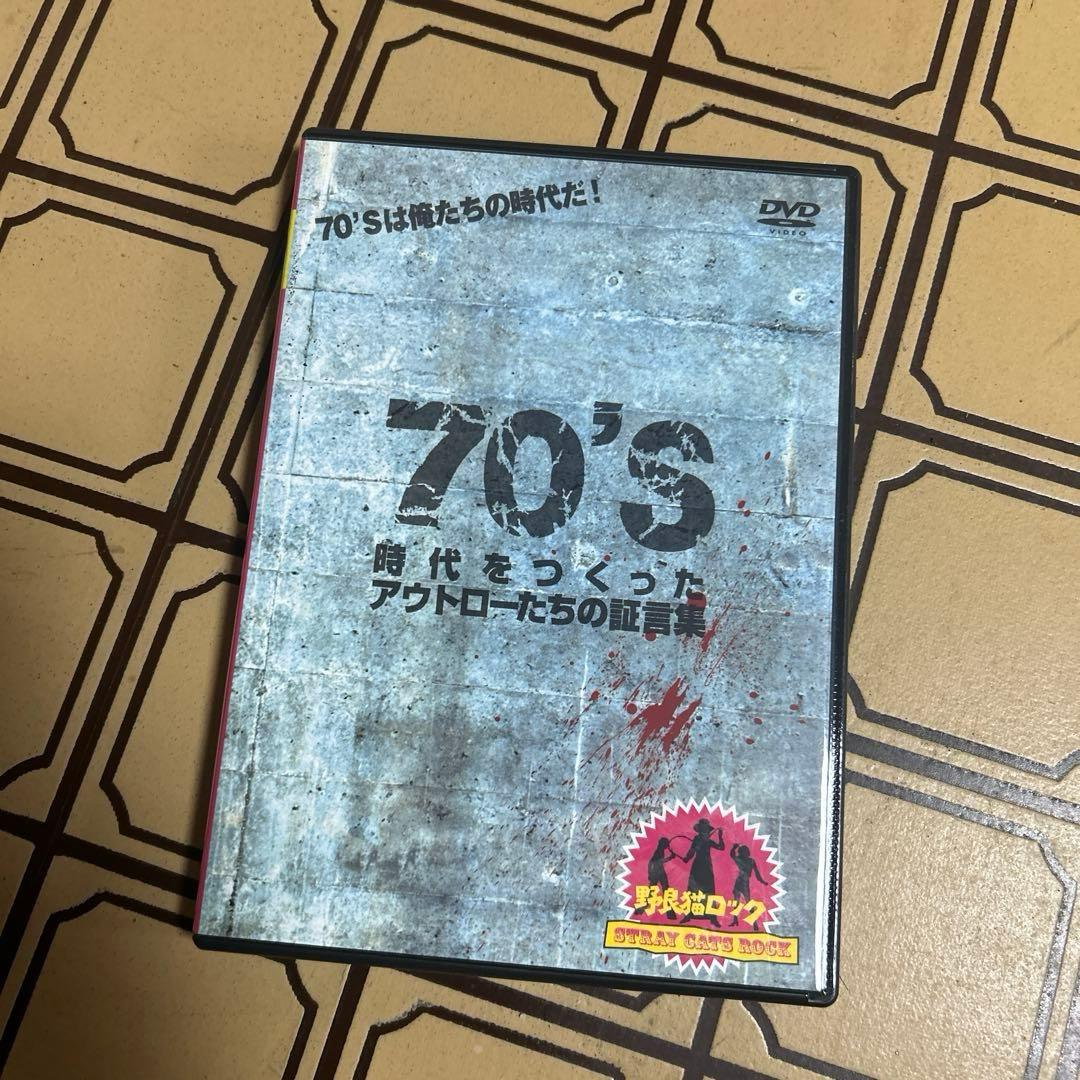 70'Sは俺たちの時代だ!
DVD
VIDEO
70'S
時代をつくった
アウトローたちの証言集
野良猫ロック
STRAY CATS ROCK